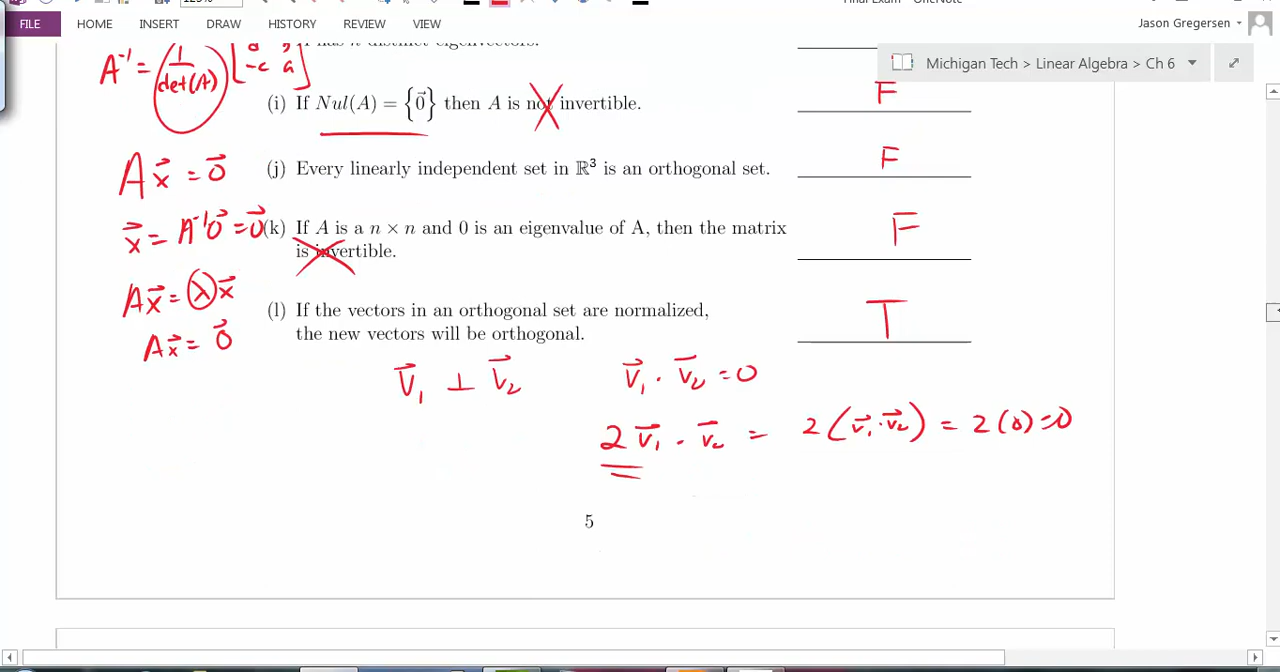 Final Exam - OneNote
FILE HOME INSERT DRAW HISTORY REVIEW VIEW
Jason Gregersen
Michigan Tech > Linear Algebra > Ch 6
A⁻¹ = (1/det(A)) [
-c a]
(i) If Nul(A) = {0⃗} then A is not invertible.
F
(j) Every linearly independent set in ℝ³ is an orthogonal set.
F
Ax⃗ = 0⃗
x⃗ = A⁻¹0⃗ = 0⃗
(k) If A is a n × n and 0 is an eigenvalue of A, then the matrix
is invertible.
F
Ax⃗ = λx⃗
Ax⃗ = 0⃗
(l) If the vectors in an orthogonal set are normalized,
the new vectors will be orthogonal.
T
v⃗₁ ⊥ v⃗₂ v⃗₁ · v⃗₂ = 0
2v⃗₁ · v⃗₂ = 2(v⃗₁·v⃗₂) = 2(0) = 0
5